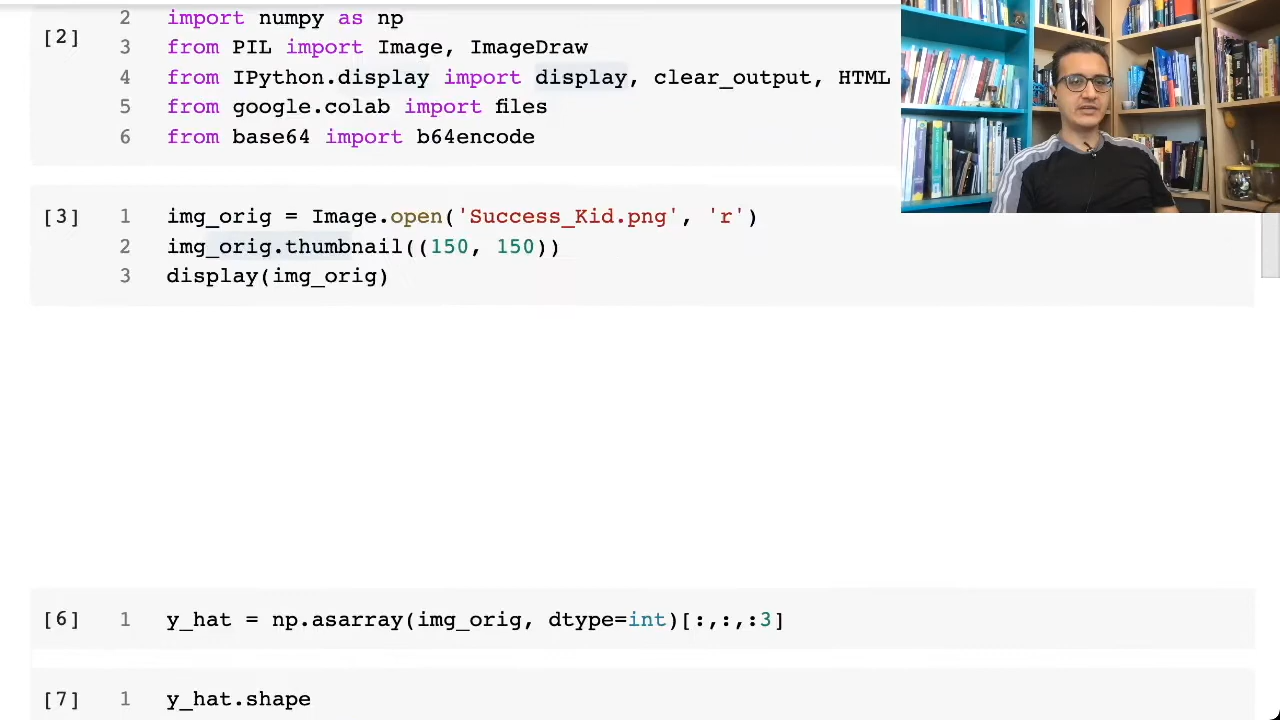 2 import numpy as np
[2]
3 from PIL import Image, ImageDraw
4 from IPython.display import display, clear_output, HTML
5 from google.colab import files
6 from base64 import b64encode
[3] 1 img_orig = Image.open('Success_Kid.png', 'r')
2 img_orig.thumbnail((150, 150))
3 display(img_orig)
[6] 1 y_hat = np.asarray(img_orig, dtype=int)[:,:,:3]
[7] 1 y_hat.shape